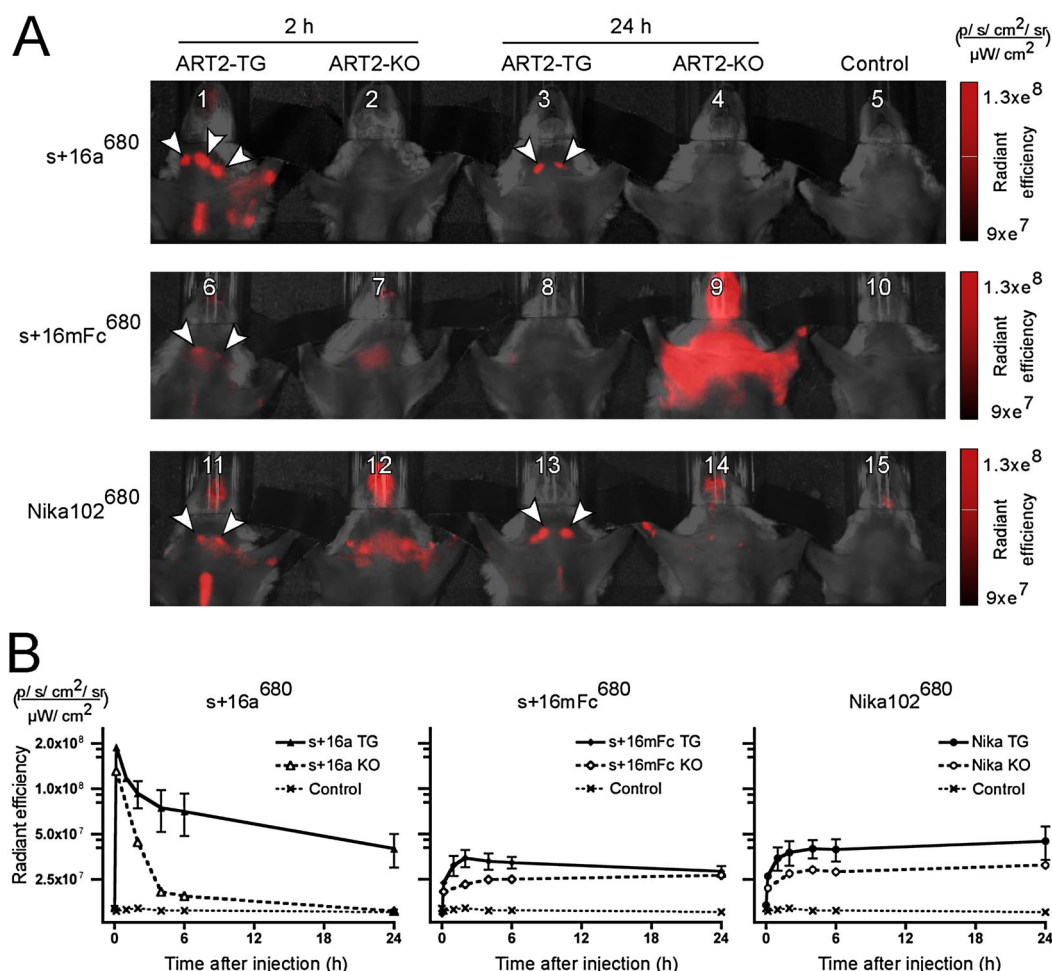 A
2 h
24 h
(p/ s/ cm²/ sr)
μW/ cm²
ART2-TG
ART2-KO
ART2-TG
ART2-KO
Control
s+16a⁶⁸⁰
1
2
3
4
5
1.3xe⁸
Radiant efficiency
9xe⁷
s+16mFc⁶⁸⁰
6
7
8
9
10
1.3xe⁸
Radiant efficiency
9xe⁷
Nika102⁶⁸⁰
11
12
13
14
15
1.3xe⁸
Radiant efficiency
9xe⁷
B
(p/ s/ cm²/ sr)
μW/ cm²
s+16a⁶⁸⁰
s+16mFc⁶⁸⁰
Nika102⁶⁸⁰
Radiant efficiency
2.0x10⁸
1.0x10⁸
5.0x10⁷
2.5x10⁷
s+16a TG
s+16a KO
Control
s+16mFc TG
s+16mFc KO
Control
Nika TG
Nika KO
Control
0 6 12 18 24
0 6 12 18 24
0 6 12 18 24
Time after injection (h)
Time after injection (h)
Time after injection (h)